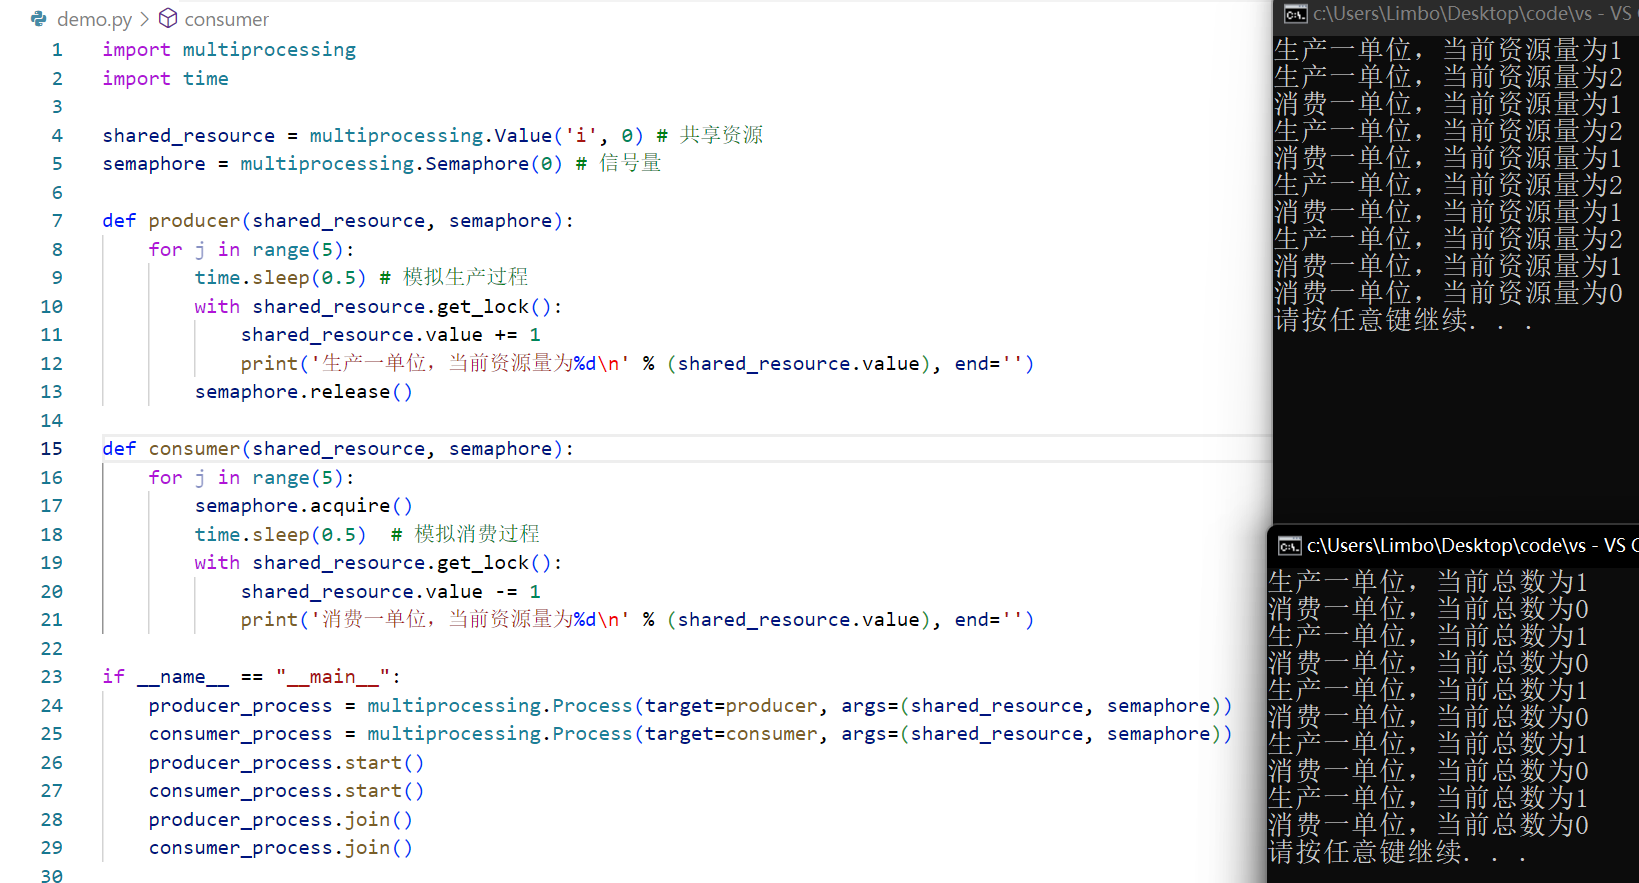 demo.py > consumer
1 import multiprocessing
2 import time
3
4 shared_resource = multiprocessing.Value('i', 0) # 共享资源
5 semaphore = multiprocessing.Semaphore(0) # 信号量
6
7 def producer(shared_resource, semaphore):
8     for j in range(5):
9         time.sleep(0.5) # 模拟生产过程
10         with shared_resource.get_lock():
11             shared_resource.value += 1
12             print('生产一单位，当前资源量为%d\n' % (shared_resource.value), end='')
13         semaphore.release()
14
15 def consumer(shared_resource, semaphore):
16     for j in range(5):
17         semaphore.acquire()
18         time.sleep(0.5)  # 模拟消费过程
19         with shared_resource.get_lock():
20             shared_resource.value -= 1
21             print('消费一单位，当前资源量为%d\n' % (shared_resource.value), end='')
22
23 if __name__ == "__main__":
24     producer_process = multiprocessing.Process(target=producer, args=(shared_resource, semaphore))
25     consumer_process = multiprocessing.Process(target=consumer, args=(shared_resource, semaphore))
26     producer_process.start()
27     consumer_process.start()
28     producer_process.join()
29     consumer_process.join()
30
c:\Users\Limbo\Desktop\code\vs - VS
生产一单位，当前资源量为1
生产一单位，当前资源量为2
消费一单位，当前资源量为1
生产一单位，当前资源量为2
消费一单位，当前资源量为1
生产一单位，当前资源量为2
消费一单位，当前资源量为1
生产一单位，当前资源量为2
消费一单位，当前资源量为1
消费一单位，当前资源量为0
请按任意键继续. . .
c:\Users\Limbo\Desktop\code\vs - VS
生产一单位，当前总数为1
消费一单位，当前总数为0
生产一单位，当前总数为1
消费一单位，当前总数为0
生产一单位，当前总数为1
消费一单位，当前总数为0
生产一单位，当前总数为1
消费一单位，当前总数为0
生产一单位，当前总数为1
消费一单位，当前总数为0
请按任意键继续. . .